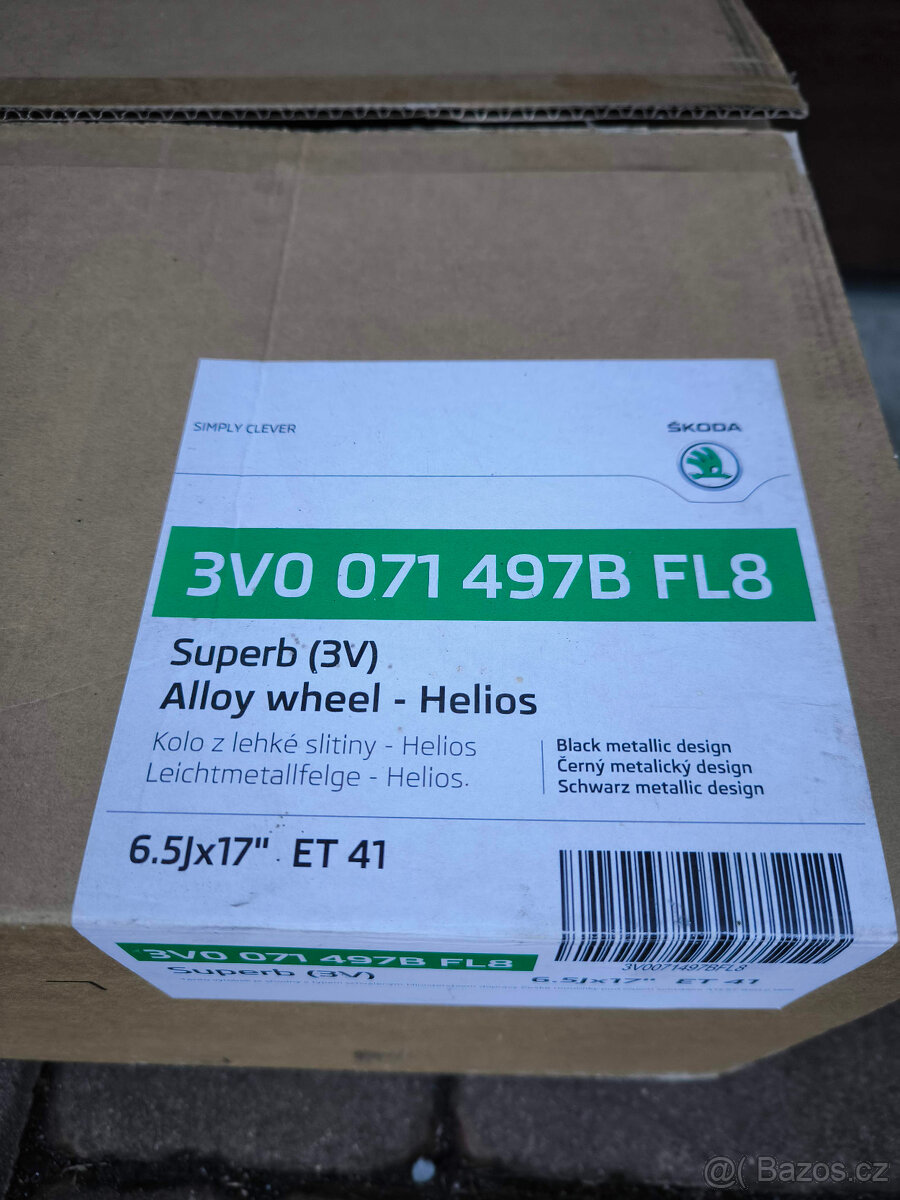 SIMPLY CLEVER
ŠKODA
3V0 071 497B FL8
Superb (3V)
Alloy wheel - Helios
Kolo z lehké slitiny - Helios
Leichtmetallfelge - Helios.
Black metallic design
Černý metalický design
Schwarz metallic design
6.5Jx17" ET 41
3V0071497BFL8
3V0 071 497B FL8
Superb (3V)
6.5Jx17" ET 41
@( Bazos.cz